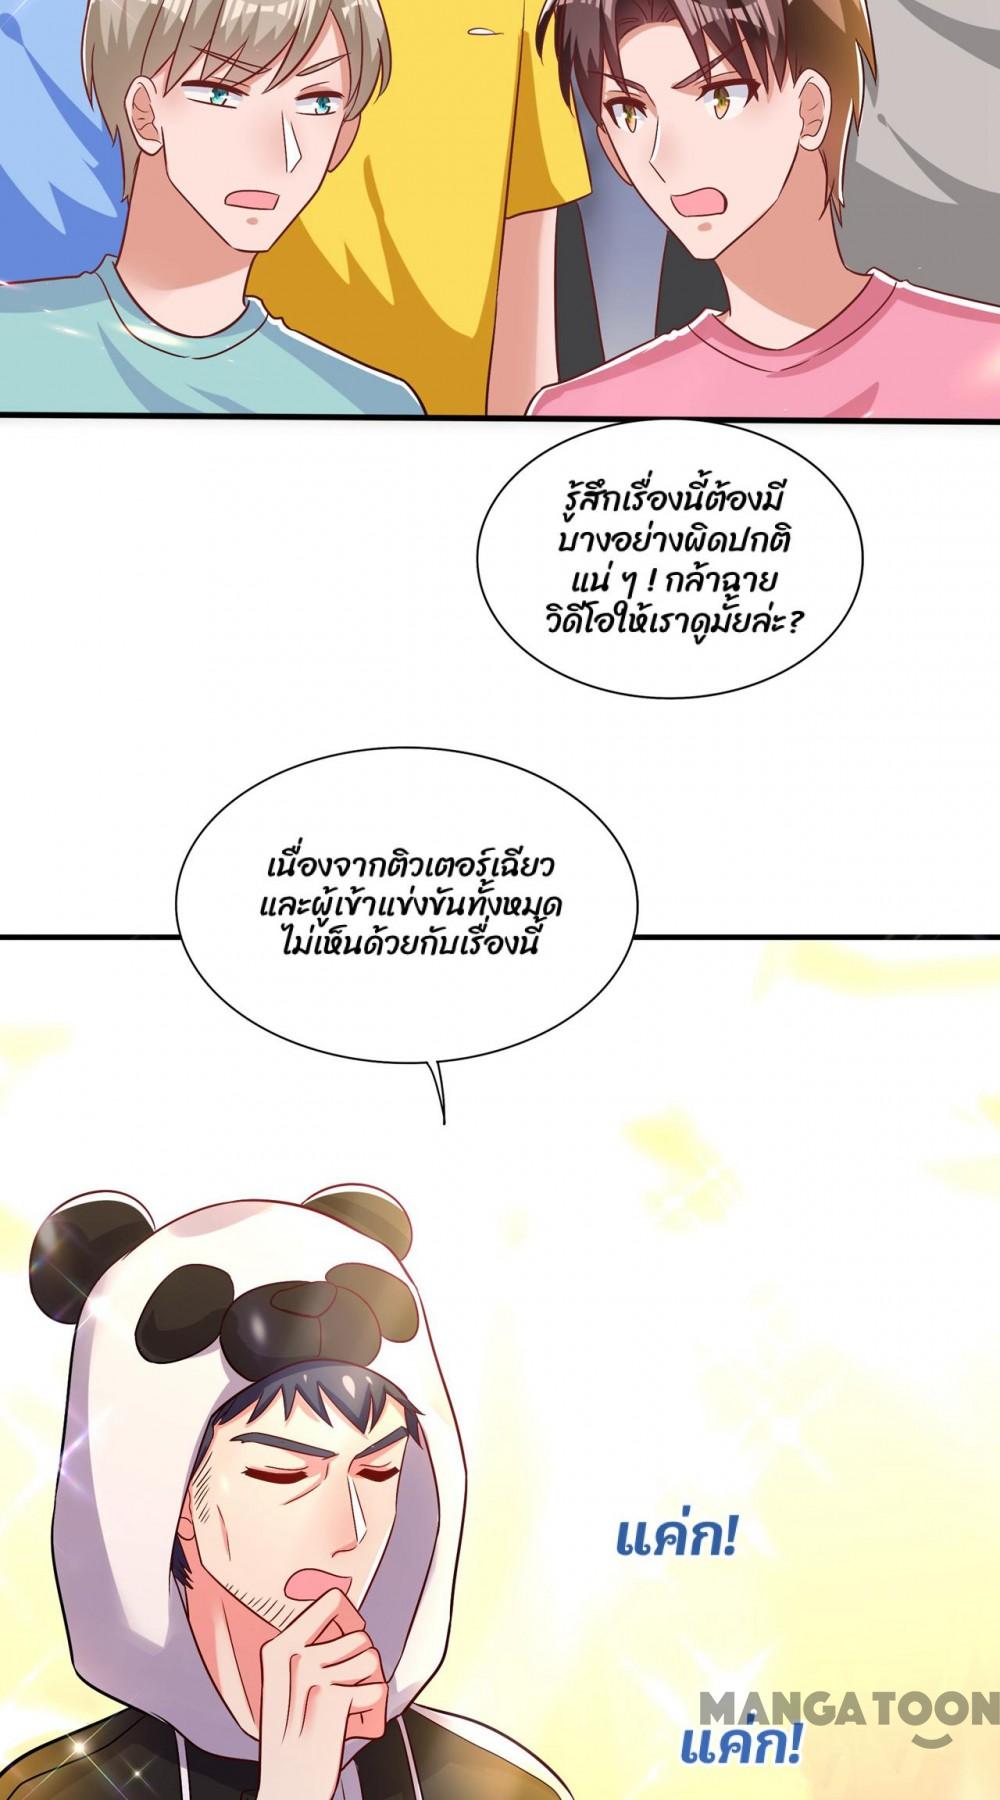 รู้สึกเรื่องนี้ต้องมี
บางอย่างผิดปกติ
แน่ ๆ ! กล้าฉาย
วิดีโอให้เราดูมั้ยล่ะ?
เนื่องจากติวเตอร์เฉียว
และผู้เข้าแข่งขันทั้งหมด
ไม่เห็นด้วยกับเรื่องนี้
แค่ก!
MANGATOON
แค่ก!